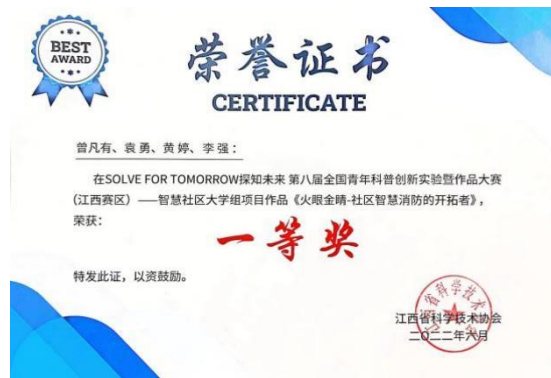 BEST
AWARD
荣誉证书
CERTIFICATE
曾凡有、袁勇、黄婷、李强：
在SOLVE FOR TOMORROW探知未来 第八届全国青年科普创新实验暨作品大赛
（江西赛区）——智慧社区大学组项目作品《火眼金睛-社区智慧消防的开拓者》，
荣获：
一等奖
特发此证，以资鼓励。
江西省科学技术协会
二〇二二年六月